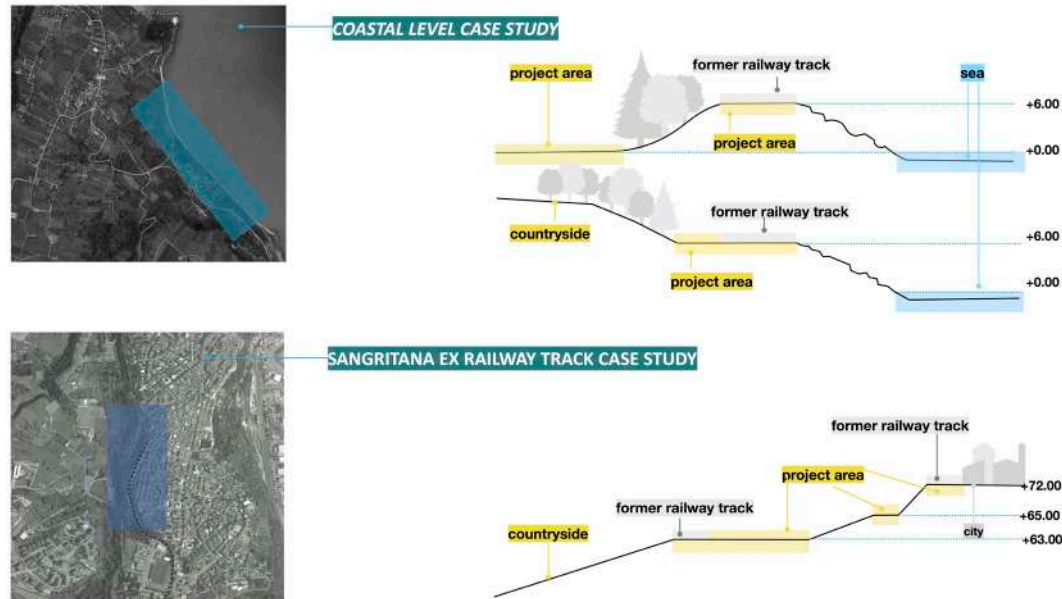 COASTAL LEVEL CASE STUDY
former railway track
project area
sea
+6.00
project area
+0.00
former railway track
countryside
+6.00
project area
+0.00
SANGRITANA EX RAILWAY TRACK CASE STUDY
former railway track
project area
+72.00
former railway track
+65.00
countryside
city
+63.00